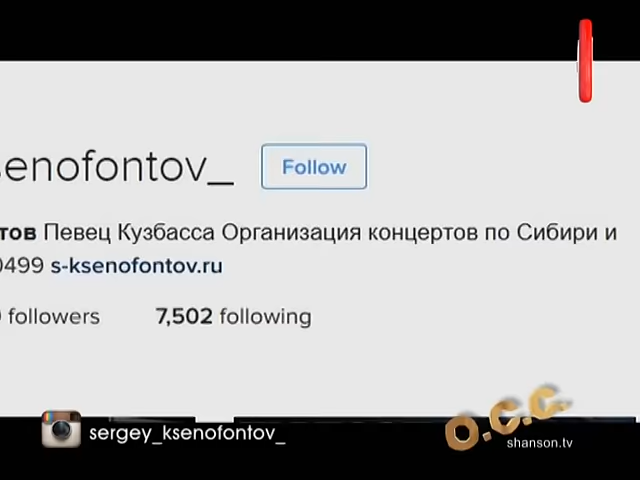 senofontov_ Follow
тов Певец Кузбасса Организация концертов по Сибири и
0499 s-ksenofontov.ru
followers 7,502 following
sergey_ksenofontov_
О.С.С.
shanson.tv